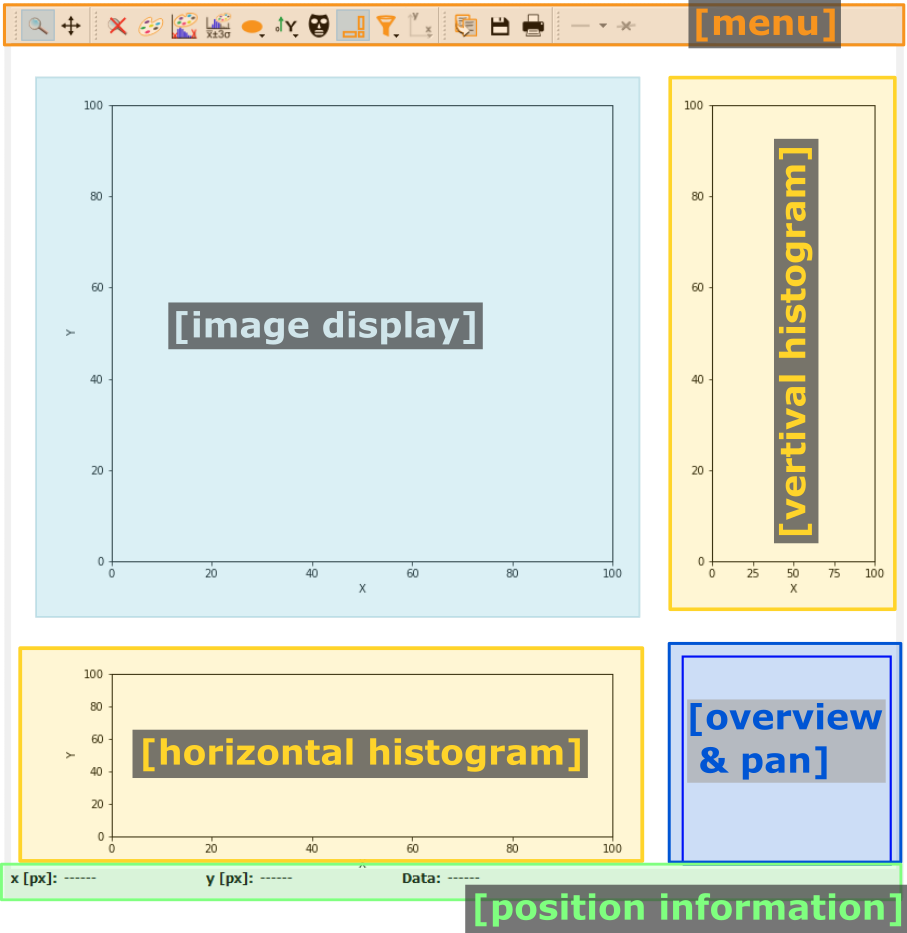 [menu]
x̄±3σ
Y
y
x
100
80
60
40
20
0
Y
0 20 40 60 80 100
X
[image display]
100
80
60
40
20
0
0 25 50 75 100
X
[vertival histogram]
100
80
60
40
20
0
Y
0 20 40 60 80 100
[horizontal histogram]
[overview
& pan]
x [px]: ------ y [px]: ------ Data: ------
[position information]